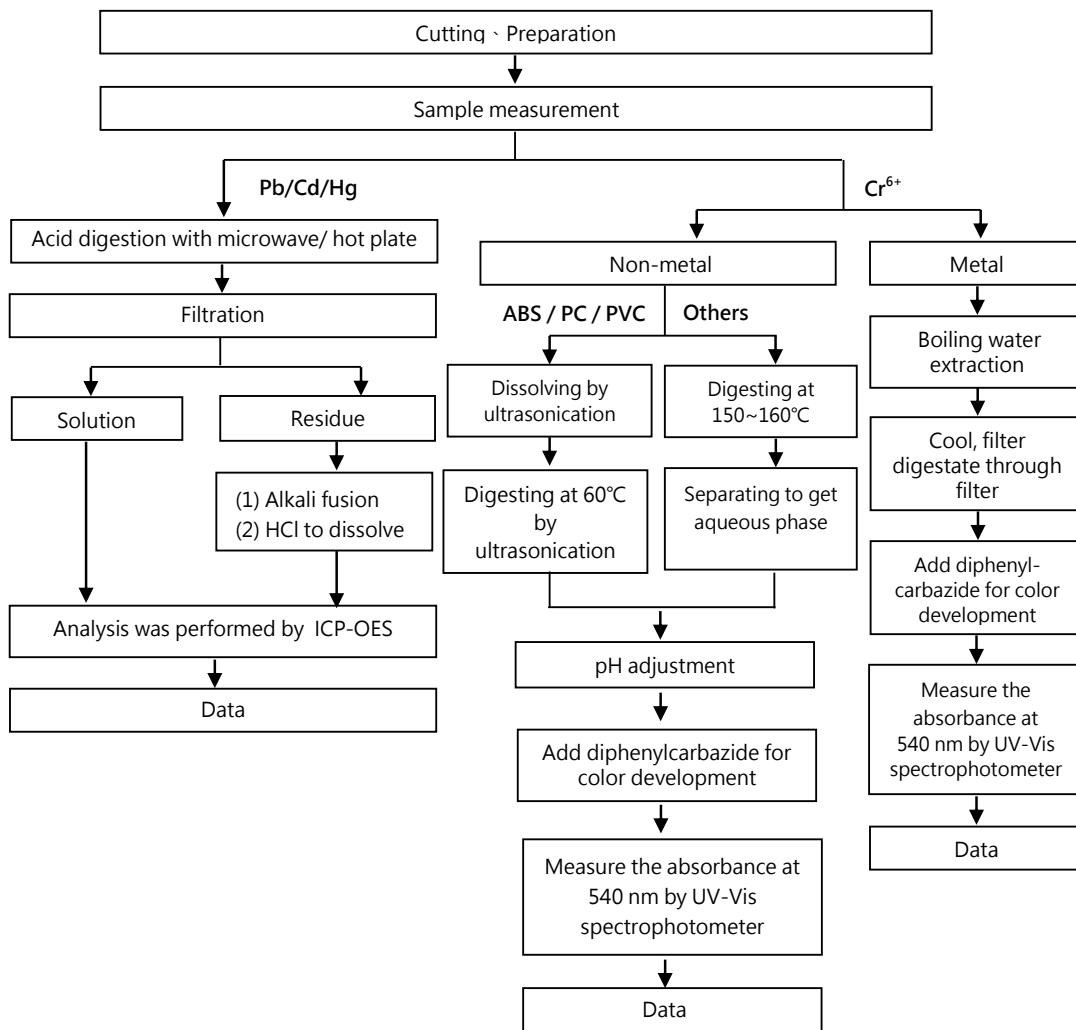 Cutting、Preparation
Sample measurement
Pb/Cd/Hg
Cr6+
Acid digestion with microwave/ hot plate
Filtration
Solution
Residue
(1) Alkali fusion
(2) HCl to dissolve
Analysis was performed by ICP-OES
Data
Non-metal
ABS / PC / PVC
Others
Dissolving by
ultrasonication
Digesting at
150~160℃
Digesting at 60℃
by
ultrasonication
Separating to get
aqueous phase
pH adjustment
Add diphenylcarbazide for
color development
Measure the absorbance at
540 nm by UV-Vis
spectrophotometer
Data
Metal
Boiling water
extraction
Cool, filter
digestate through
filter
Add diphenyl-
carbazide for color
development
Measure the
absorbance at
540 nm by UV-Vis
spectrophotometer
Data